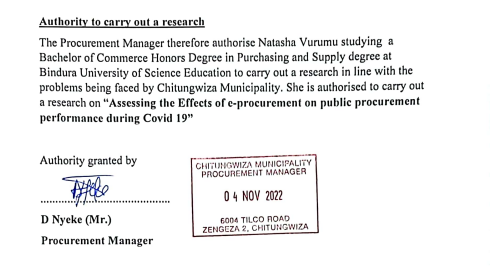 Authority to carry out a research
The Procurement Manager therefore authorise Natasha Vurumu studying a
Bachelor of Commerce Honors Degree in Purchasing and Supply degree at
Bindura University of Science Education to carry out a research in line with the
problems being faced by Chitungwiza Municipality. She is authorised to carry out
a research on “Assessing the Effects of e-procurement on public procurement
performance during Covid 19”
Authority granted by
CHITUNGWIZA MUNICIPALITY
PROCUREMENT MANAGER
04 NOV 2022
6004 TILCO ROAD
ZENGEZA 2, CHITUNGWIZA
D Nyeke (Mr.)
Procurement Manager